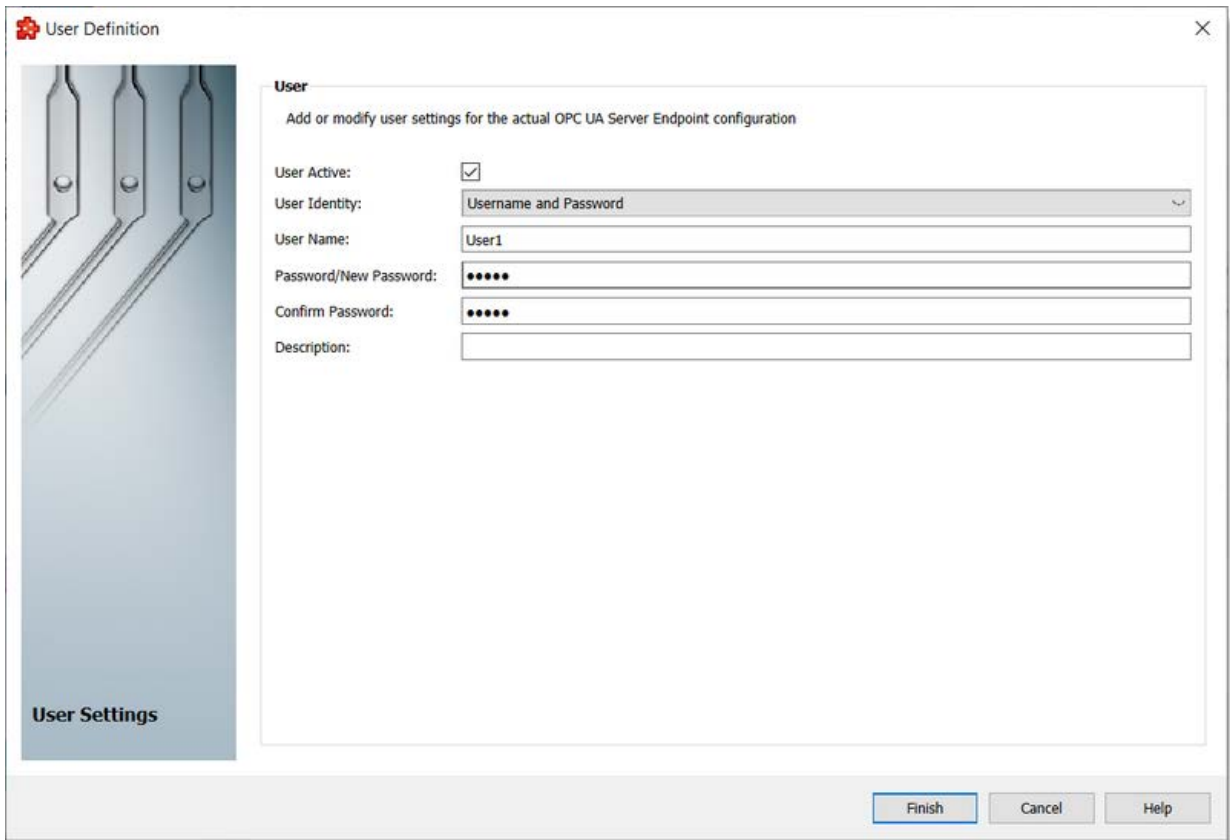 User Definition
User
Add or modify user settings for the actual OPC UA Server Endpoint configuration
User Active:
User Identity: Username and Password
User Name: User1
Password/New Password: •••••
Confirm Password: •••••
Description:
User Settings
Finish Cancel Help